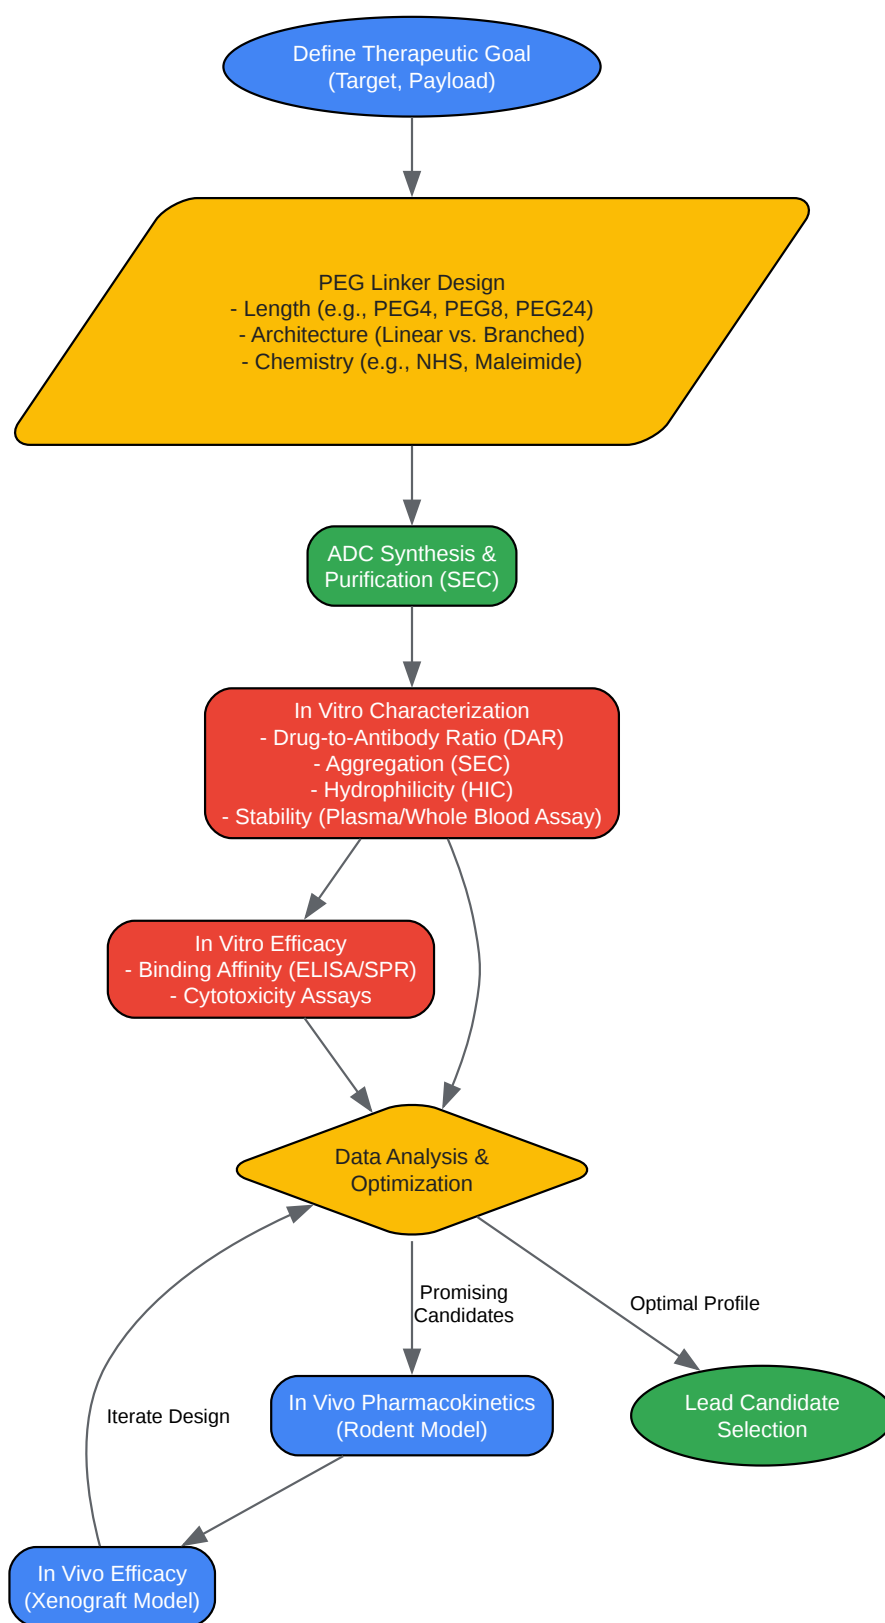 Define Therapeutic Goal
(Target, Payload)
PEG Linker Design
- Length (e.g., PEG4, PEG8, PEG24)
- Architecture (Linear vs. Branched)
- Chemistry (e.g., NHS, Maleimide)
ADC Synthesis &
Purification (SEC)
In Vitro Characterization
- Drug-to-Antibody Ratio (DAR)
- Aggregation (SEC)
- Hydrophilicity (HIC)
- Stability (Plasma/Whole Blood Assay)
In Vitro Efficacy
- Binding Affinity (ELISA/SPR)
- Cytotoxicity Assays
Data Analysis &
Optimization
Promising
Candidates
Optimal Profile
Iterate Design
In Vivo Pharmacokinetics
(Rodent Model)
Lead Candidate
Selection
In Vivo Efficacy
(Xenograft Model)